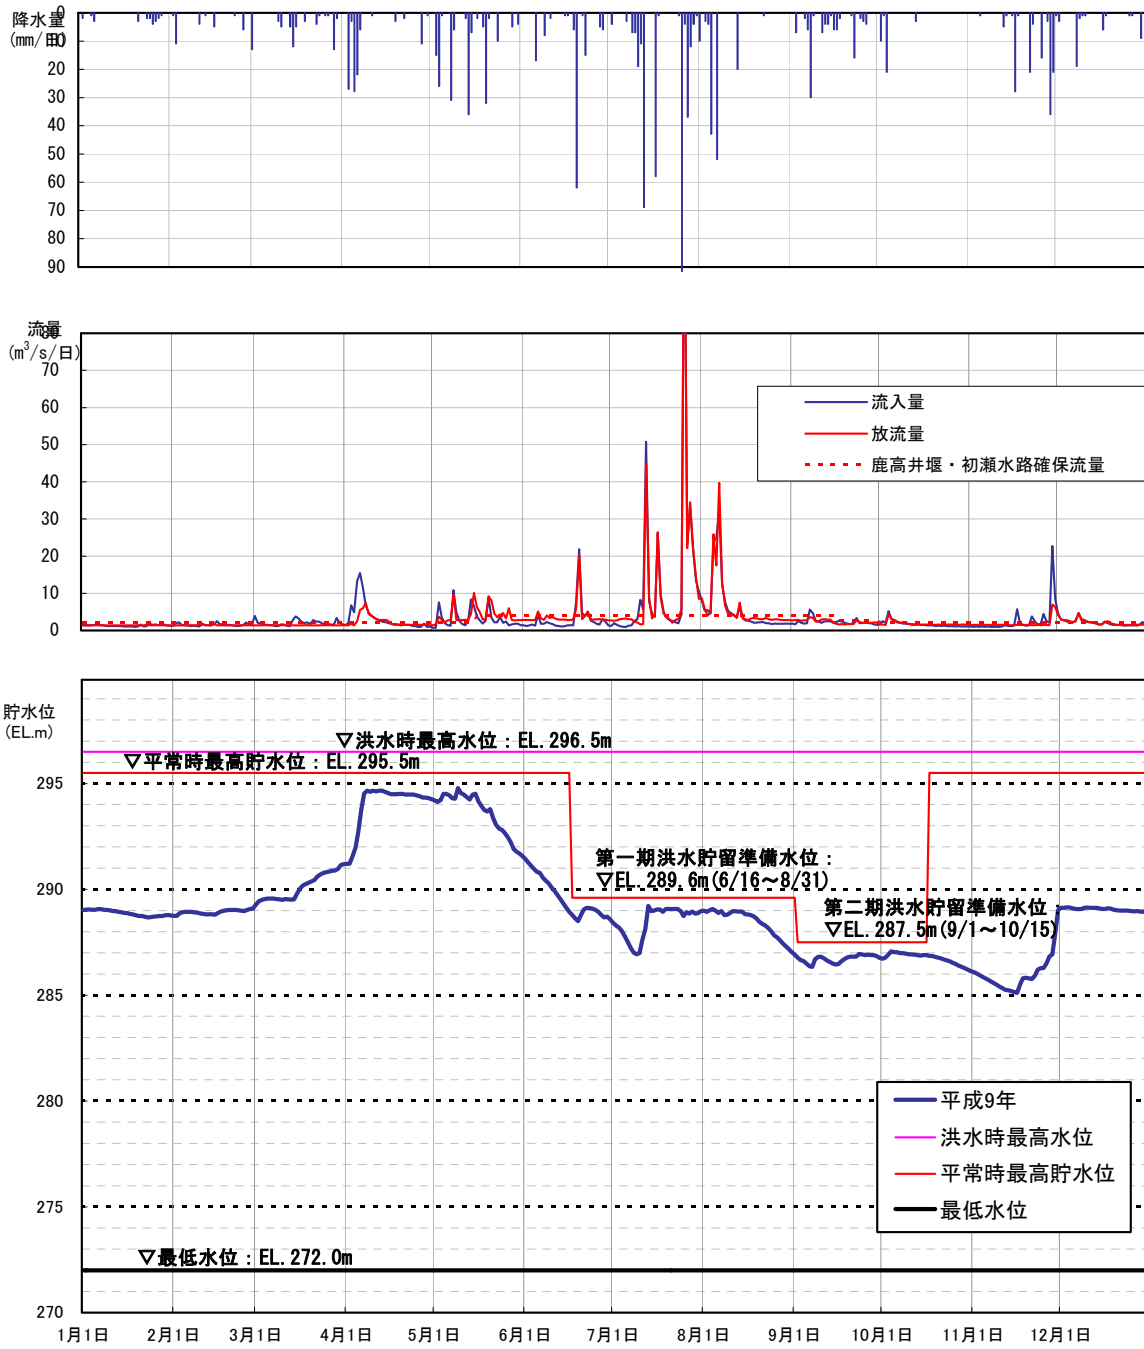 降水量
(mm/日)
0
10
20
30
40
50
60
70
80
90
流量
(m³/s/日)
80
70
60
50
40
30
20
10
0
流入量
放流量
鹿高井堰・初瀬水路確保流量
貯水位
(EL.m)
▽洪水時最高水位：EL.296.5m
▽平常時最高貯水位：EL.295.5m
295
第一期洪水貯留準備水位：
▽EL.289.6m(6/16～8/31)
290
第二期洪水貯留準備水位：
▽EL.287.5m(9/1～10/15)
285
280
平成9年
洪水時最高水位
平常時最高貯水位
最低水位
275
▽最低水位：EL.272.0m
270
1月1日 2月1日 3月1日 4月1日 5月1日 6月1日 7月1日 8月1日 9月1日 10月1日 11月1日 12月1日